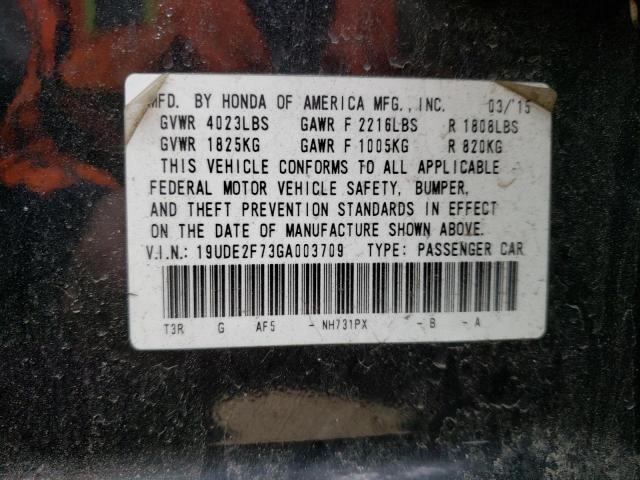 MFD. BY HONDA OF AMERICA MFG., INC. 03/'15
GVWR 4023LBS GAWR F 2216LBS R 1808LBS
GVWR 1825KG GAWR F 1005KG R 820KG
THIS VEHICLE CONFORMS TO ALL APPLICABLE
FEDERAL MOTOR VEHICLE SAFETY, BUMPER,
AND THEFT PREVENTION STANDARDS IN EFFECT
ON THE DATE OF MANUFACTURE SHOWN ABOVE.
V.I.N.: 19UDE2F73GA003709 TYPE: PASSENGER CAR
T3R G AF5 - NH731PX - B - A